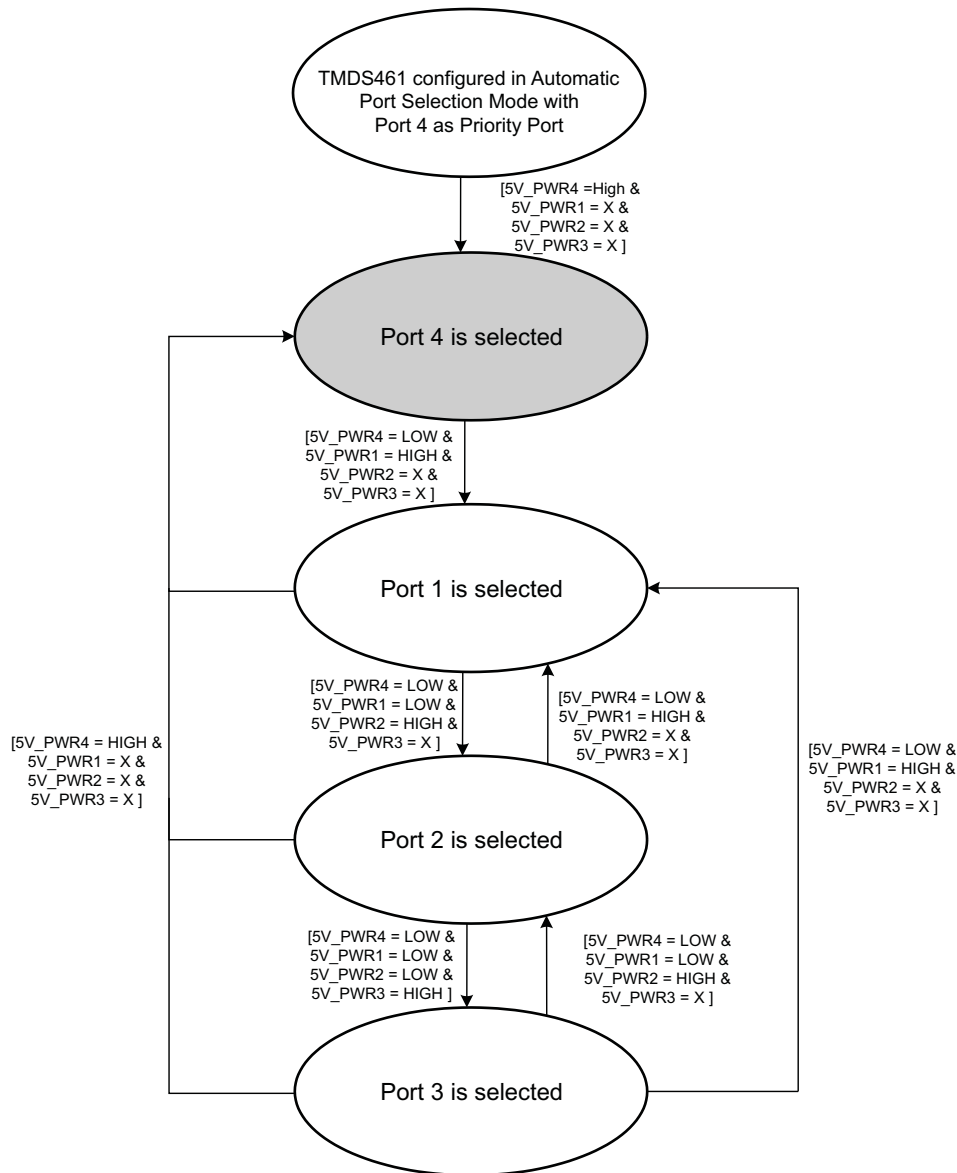 TMDS461 configured in Automatic
Port Selection Mode with
Port 4 as Priority Port
[5V_PWR4 =High &
5V_PWR1 = X &
5V_PWR2 = X &
5V_PWR3 = X ]
Port 4 is selected
[5V_PWR4 = LOW &
5V_PWR1 = HIGH &
5V_PWR2 = X &
5V_PWR3 = X ]
Port 1 is selected
[5V_PWR4 = LOW &
5V_PWR1 = LOW &
5V_PWR2 = HIGH &
5V_PWR3 = X ]
[5V_PWR4 = LOW &
5V_PWR1 = HIGH &
5V_PWR2 = X &
5V_PWR3 = X ]
[5V_PWR4 = HIGH &
5V_PWR1 = X &
5V_PWR2 = X &
5V_PWR3 = X ]
[5V_PWR4 = LOW &
5V_PWR1 = HIGH &
5V_PWR2 = X &
5V_PWR3 = X ]
Port 2 is selected
[5V_PWR4 = LOW &
5V_PWR1 = LOW &
5V_PWR2 = LOW &
5V_PWR3 = HIGH ]
[5V_PWR4 = LOW &
5V_PWR1 = LOW &
5V_PWR2 = HIGH &
5V_PWR3 = X ]
Port 3 is selected